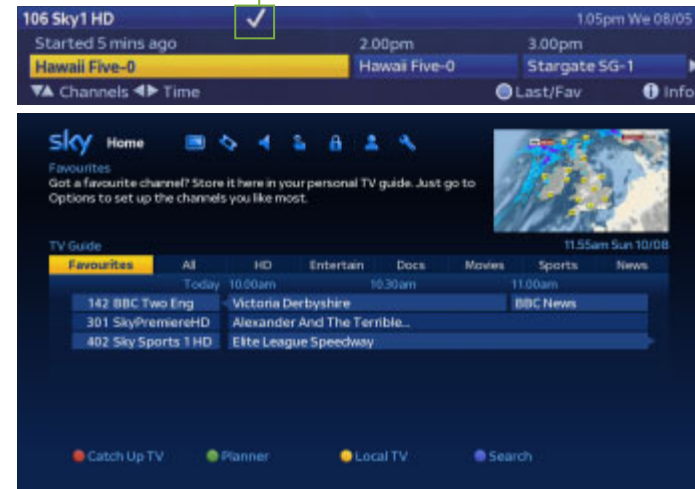 106 Sky1 HD 1.05pm We 08/05
Started 5 mins ago 2.00pm 3.00pm
Hawaii Five-0 Hawaii Five-0 Stargate SG-1
Channels Time Last/Fav Info
sky Home
Favourites
Got a favourite channel? Store it here in your personal TV guide. Just go to
Options to set up the channels you like most.
TV Guide 11.55am Sun 10/08
Favourites All HD Entertain Docs Movies Sports News
Today 10.00am 10.30am 11.00am
142 BBC Two Eng Victoria Derbyshire BBC News
301 SkyPremiereHD Alexander And The Terrible...
402 Sky Sports 1 HD Elite League Speedway
Catch Up TV Planner Local TV Search